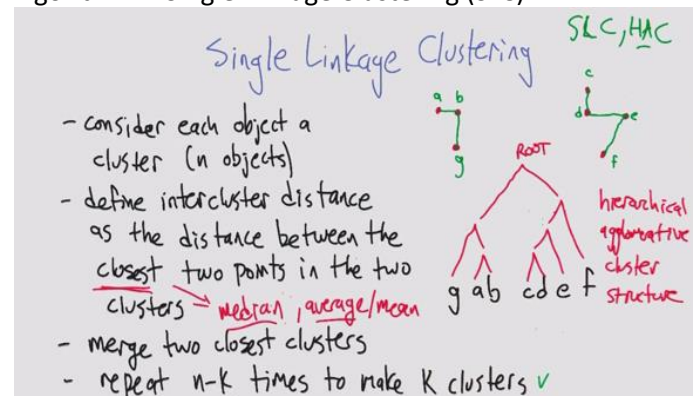 Single Linkage Clustering
SLC, HAC
- consider each object a
cluster (n objects)
- define intercluster distance
as the distance between the
closest two points in the two
clusters
median, average/mean
- merge two closest clusters
- repeat n-k times to make K clusters ✓
a b
g
c
d e
f
ROOT
g a b c d e f
hierarchical
agglomerative
cluster
structure